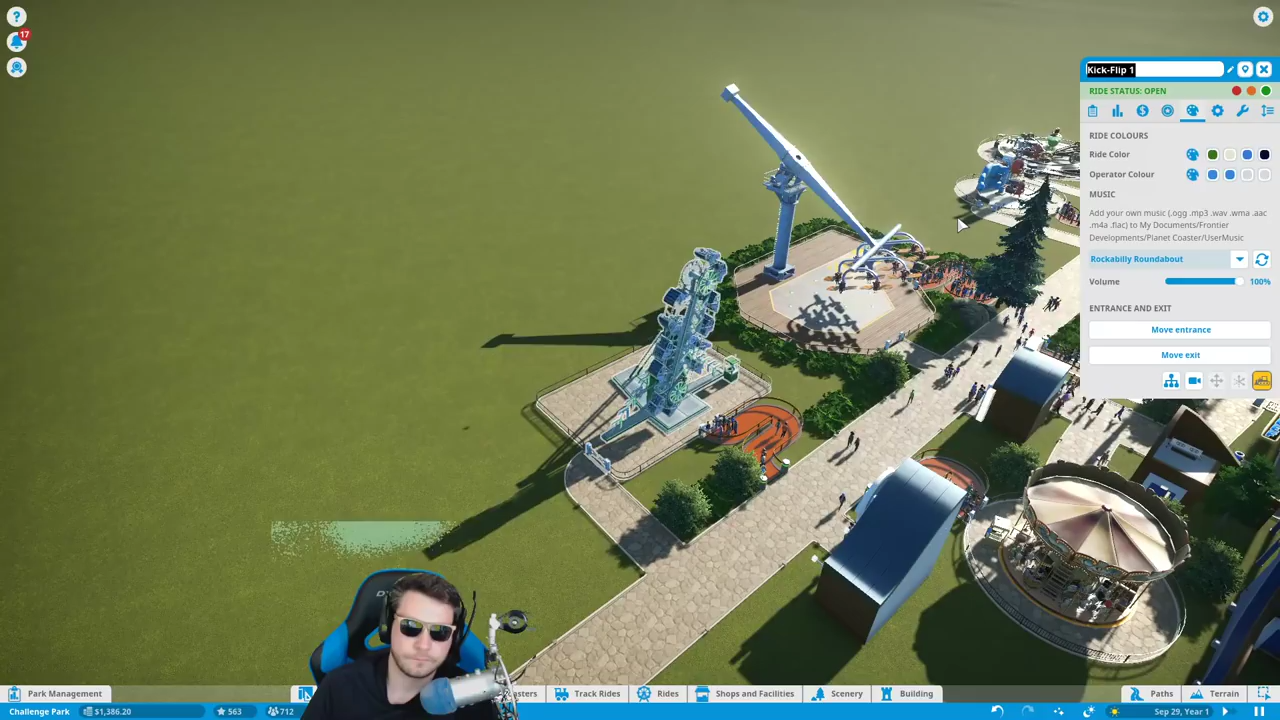 ?
17
Kick-Flip 1
RIDE STATUS: OPEN
RIDE COLOURS
Ride Color
Operator Colour
MUSIC
Add your own music (.ogg .mp3 .wav .wma .aac
.m4a .flac) to My Documents/Frontier
Developments/Planet Coaster/UserMusic
Rockabilly Roundabout
Volume 100%
ENTRANCE AND EXIT
Move entrance
Move exit
Park Management
Track Rides
Rides
Shops and Facilities
Scenery
Building
Paths
Terrain
Challenge Park
$1,386.20
563
712
Sep 29, Year 1